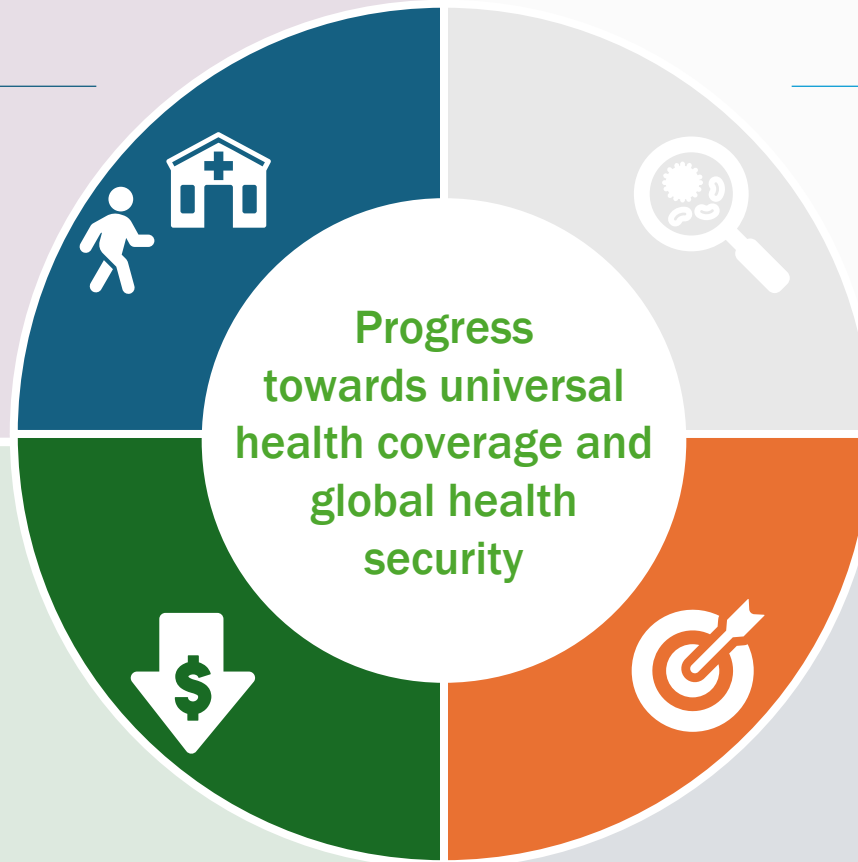 Progress
towards universal
health coverage and
global health
security
$